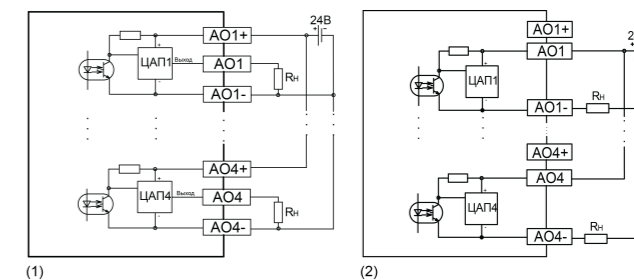 24В
AO1+
ЦАП1
Выход
AO1
Rн
AO1-
AO4+
ЦАП4
Выход
AO4
Rн
AO4-
(1)
AO1+
AO1
ЦАП1
AO1-
Rн
AO4+
AO4
ЦАП4
AO4-
Rн
(2)